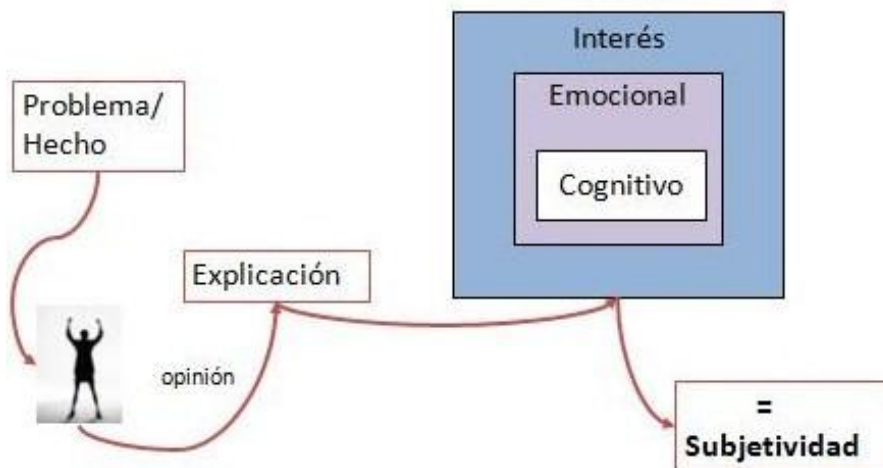 Problema/
Hecho
opinión
Explicación
Interés
Emocional
Cognitivo
=
Subjetividad